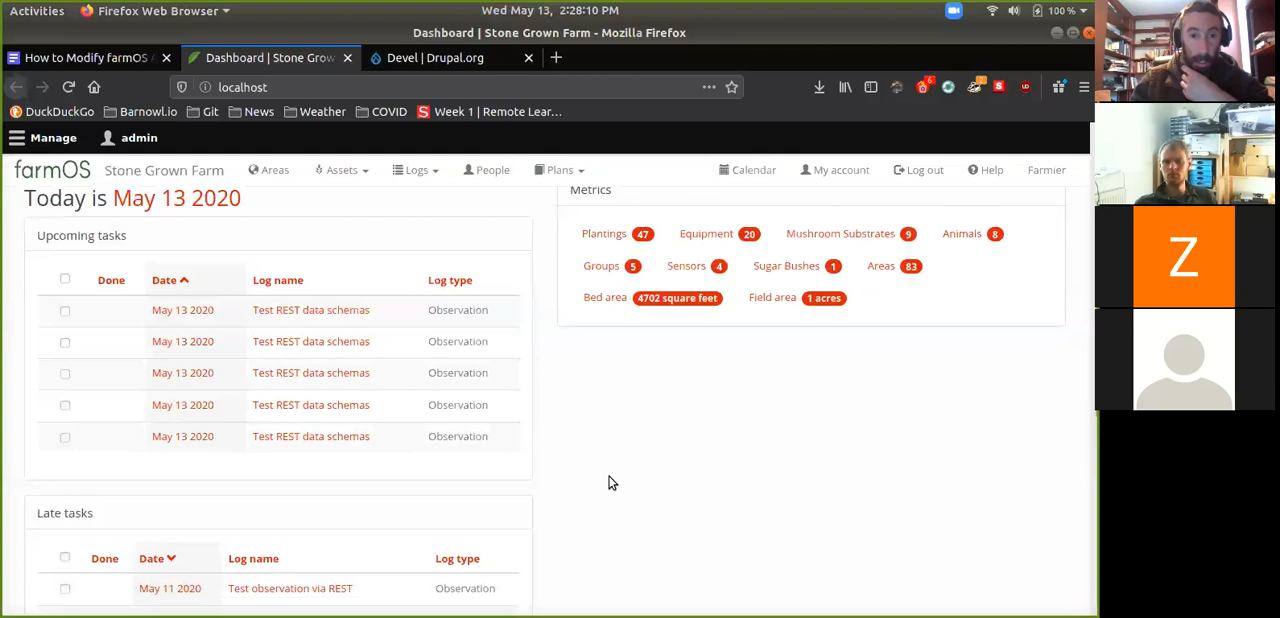 Activities Firefox Web Browser Wed May 13, 2:28:10 PM 100 %
Dashboard | Stone Grown Farm - Mozilla Firefox
How to Modify farmOS Dashboard | Stone Grow Devel | Drupal.org
localhost
6 2 S
DuckDuckGo Barnowl.io Git News Weather COVID S Week 1 | Remote Lear...
Manage admin
farmOS Stone Grown Farm Areas Assets Logs People Plans Calendar My account Log out Help Farmier
Today is May 13 2020
Metrics
Upcoming tasks
Plantings 47 Equipment 20 Mushroom Substrates 9 Animals 8
Groups 5 Sensors 4 Sugar Bushes 1 Areas 83
Bed area 4702 square feet Field area 1 acres
Done Date Log name Log type
May 13 2020 Test REST data schemas Observation
May 13 2020 Test REST data schemas Observation
May 13 2020 Test REST data schemas Observation
May 13 2020 Test REST data schemas Observation
May 13 2020 Test REST data schemas Observation
Late tasks
Done Date Log name Log type
May 11 2020 Test observation via REST Observation
Z